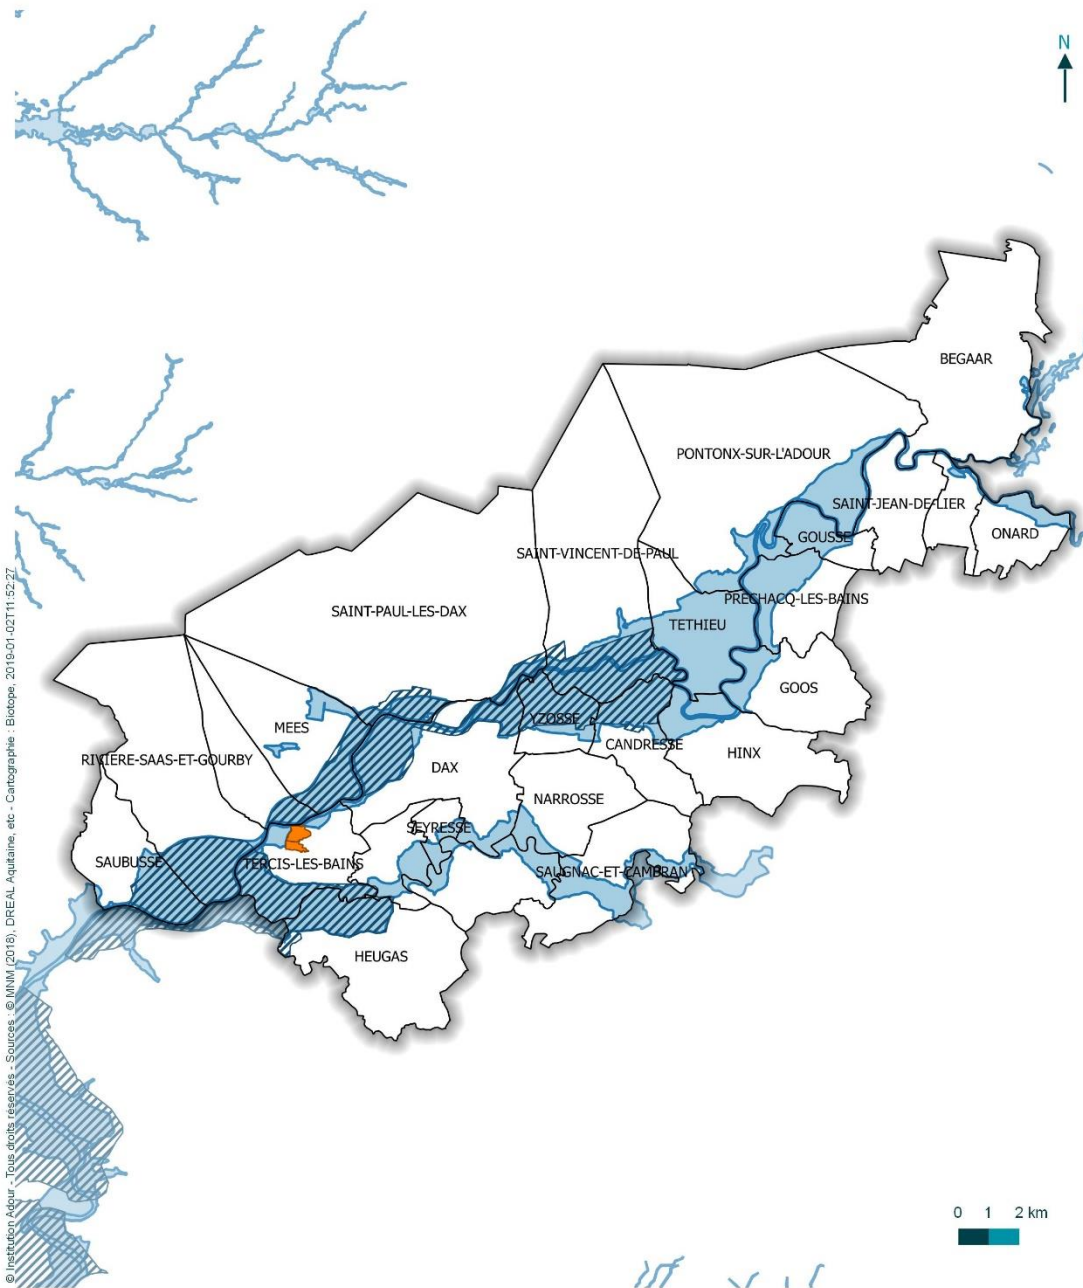 N
BEGAAR
PONTONX-SUR-L'ADOUR
SAINT-JEAN-DE-LIER
GOUSSE
ONARD
SAINT-VINCENT-DE-PAUL
PRECHACQ-LES-BAINS
SAINT-PAUL-LES-DAX
TETHIEU
GOOS
MEES
YZOSSE
CANDRESSE
HINX
RIVIERE-SAAS-ET-GOURBY
DAX
NARROSSE
SEYRESSE
SAUBUSSE
TERCIS-LES-BAINS
SAUGNAC-ET-CAMBRAN
HEUGAS
0 1 2 km
© Institution Adour - Tous droits réservés - Sources : © MNM (2018), DREAL Aquitaine, etc - Cartographie : Biotope, 2019-01-02T11:52:27